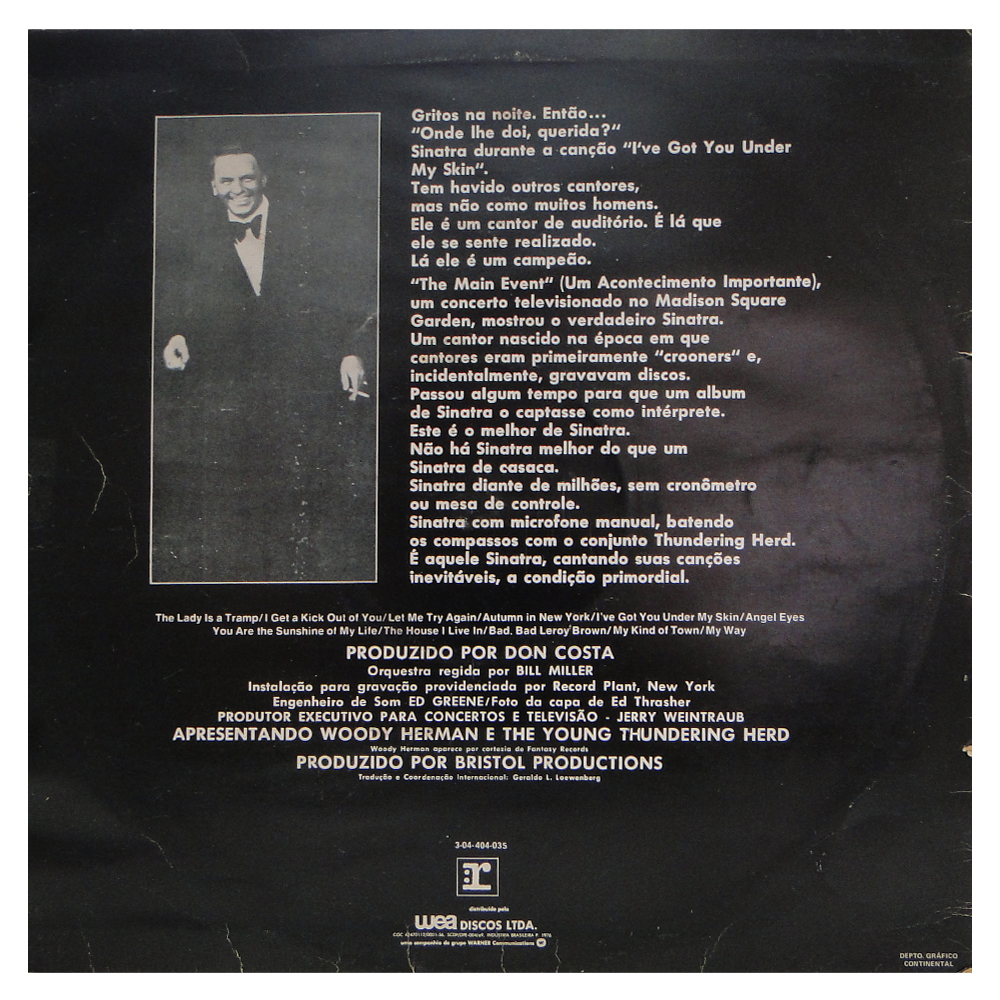 Gritos na noite. Então...
“Onde lhe doi, querida?“
Sinatra durante a canção “I've Got You Under
My Skin“.
Tem havido outros cantores,
mas não como muitos homens.
Ele é um cantor de auditório. É lá que
ele se sente realizado.
Lá ele é um campeão.
“The Main Event“ (Um Acontecimento Importante),
um concerto televisionado no Madison Square
Garden, mostrou o verdadeiro Sinatra.
Um cantor nascido na época em que
cantores eram primeiramente “crooners“ e,
incidentalmente, gravavam discos.
Passou algum tempo para que um album
de Sinatra o captasse como intérprete.
Este é o melhor de Sinatra.
Não há Sinatra melhor do que um
Sinatra de casaca.
Sinatra diante de milhões, sem cronômetro
ou mesa de controle.
Sinatra com microfone manual, batendo
os compassos com o conjunto Thundering Herd.
É aquele Sinatra, cantando suas canções
inevitáveis, a condição primordial.
The Lady Is a Tramp/I Get a Kick Out of You/Let Me Try Again/Autumn in New York/I've Got You Under My Skin/Angel Eyes
You Are the Sunshine of My Life/The House I Live In/Bad. Bad Leroy Brown/My Kind of Town/My Way
PRODUZIDO POR DON COSTA
Orquestra regida por BILL MILLER
Instalação para gravação providenciada por Record Plant, New York
Engenheiro de Som ED GREENE/Foto da capa de Ed Thrasher
PRODUTOR EXECUTIVO PARA CONCERTOS E TELEVISÃO - JERRY WEINTRAUB
APRESENTANDO WOODY HERMAN E THE YOUNG THUNDERING HERD
Woody Herman aparece por cortezia de Fantasy Records
PRODUZIDO POR BRISTOL PRODUCTIONS
Tradução e Coordenação Internacional: Geraldo L. Loewenberg
3-04-404-035
r
distribuído pela
wea DISCOS LTDA.
INDÚSTRIA BRASILEIRA P. 1976
uma companhia do grupo WARNER Communications
DEPTO. GRÁFICO
CONTINENTAL